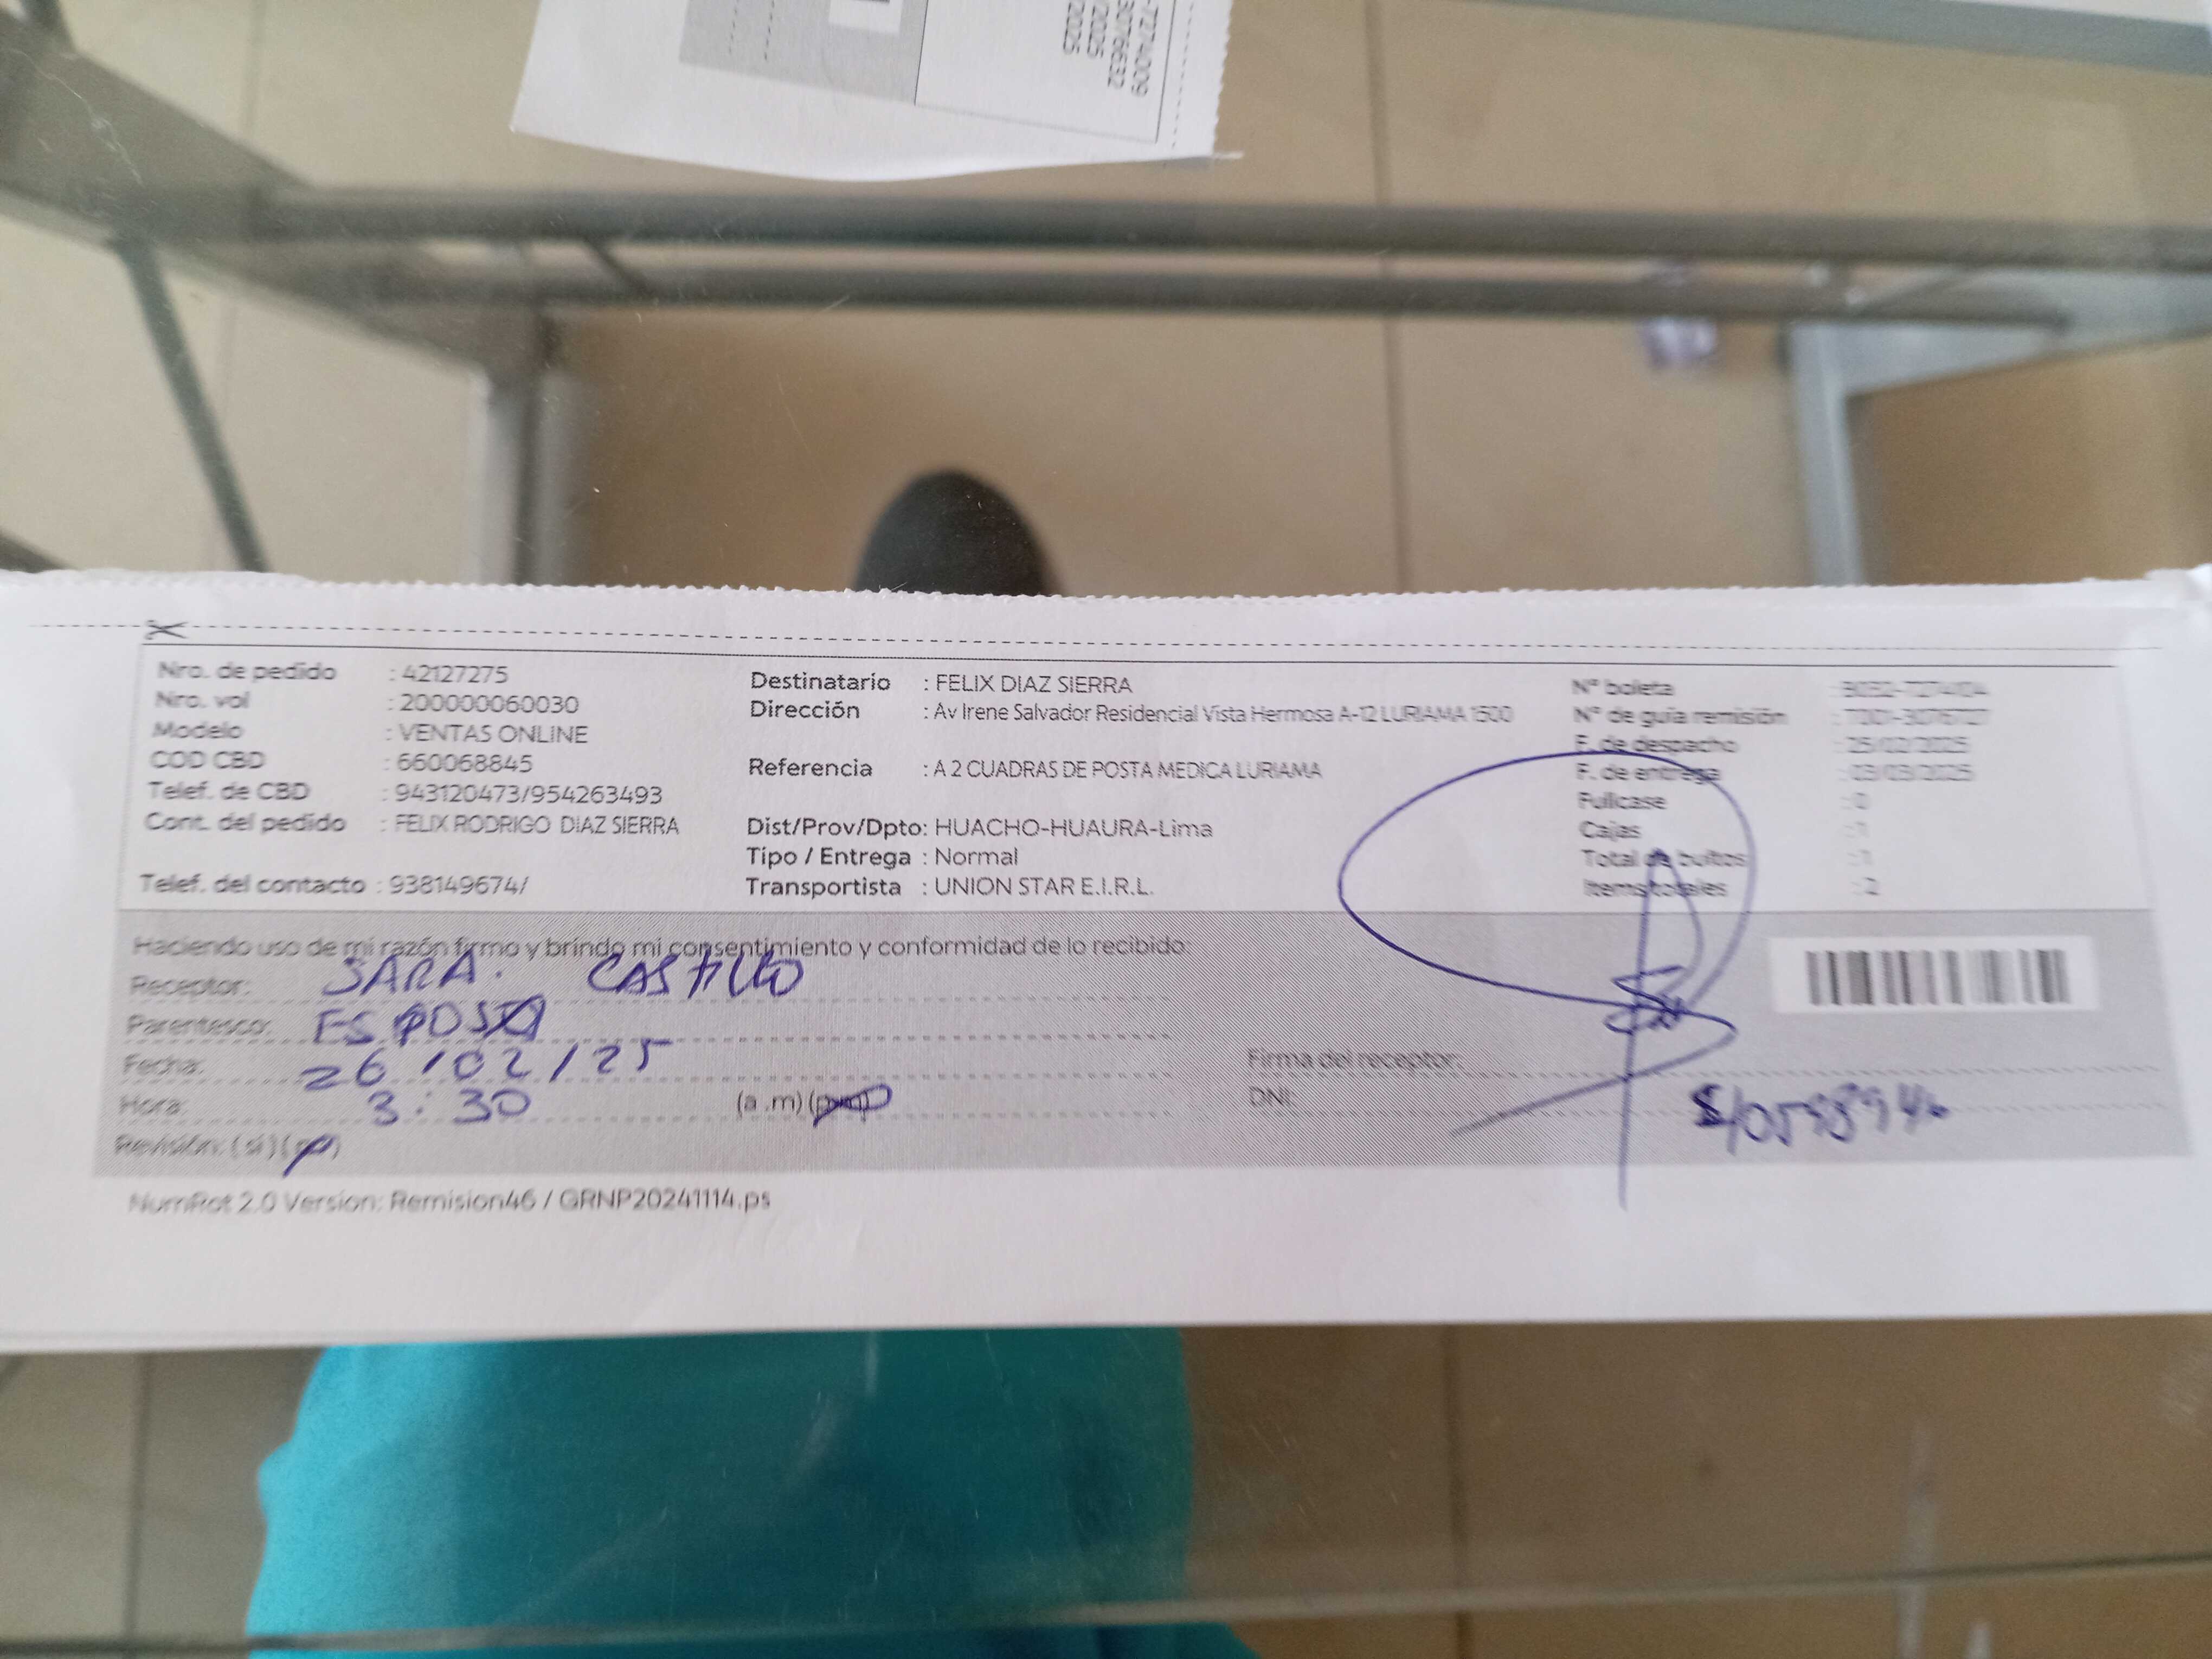 -7274009
3076632
/2025
/2025
Nro. de pedido : 42127275
Nro. vol : 200000060030
Modelo : VENTAS ONLINE
COD CBD : 660068845
Telef. de CBD : 943120473/954263493
Cont. del pedido : FELIX RODRIGO DIAZ SIERRA
Telef. del contacto : 938149674/
Destinatario : FELIX DIAZ SIERRA
Dirección : Av Irene Salvador Residencial Vista Hermosa A-12 LURIAMA 1500
Referencia : A 2 CUADRAS DE POSTA MEDICA LURIAMA
Dist/Prov/Dpto: HUACHO-HUAURA-Lima
Tipo / Entrega : Normal
Transportista : UNION STAR E.I.R.L.
N° boleta
N° de guía remisión : T001-3076727
F. de despacho : 25/02/2025
F. de entrega : 03/03/2025
Fullcase : 0
Cajas : 1
Total de bultos : 1
Items totales : 2
Haciendo uso de mi razón firmo y brindo mi consentimiento y conformidad de lo recibido:
Receptor: SARA. CASTILLO
Parentesco: ESPOSA
Fecha: 26/02/25
Hora: 3:30 (a .m) (p.m)
Revisión: (si) (no)
Firma del receptor:
DNI:
NumRot 2.0 Version: Remision46 / GRNP20241114.ps